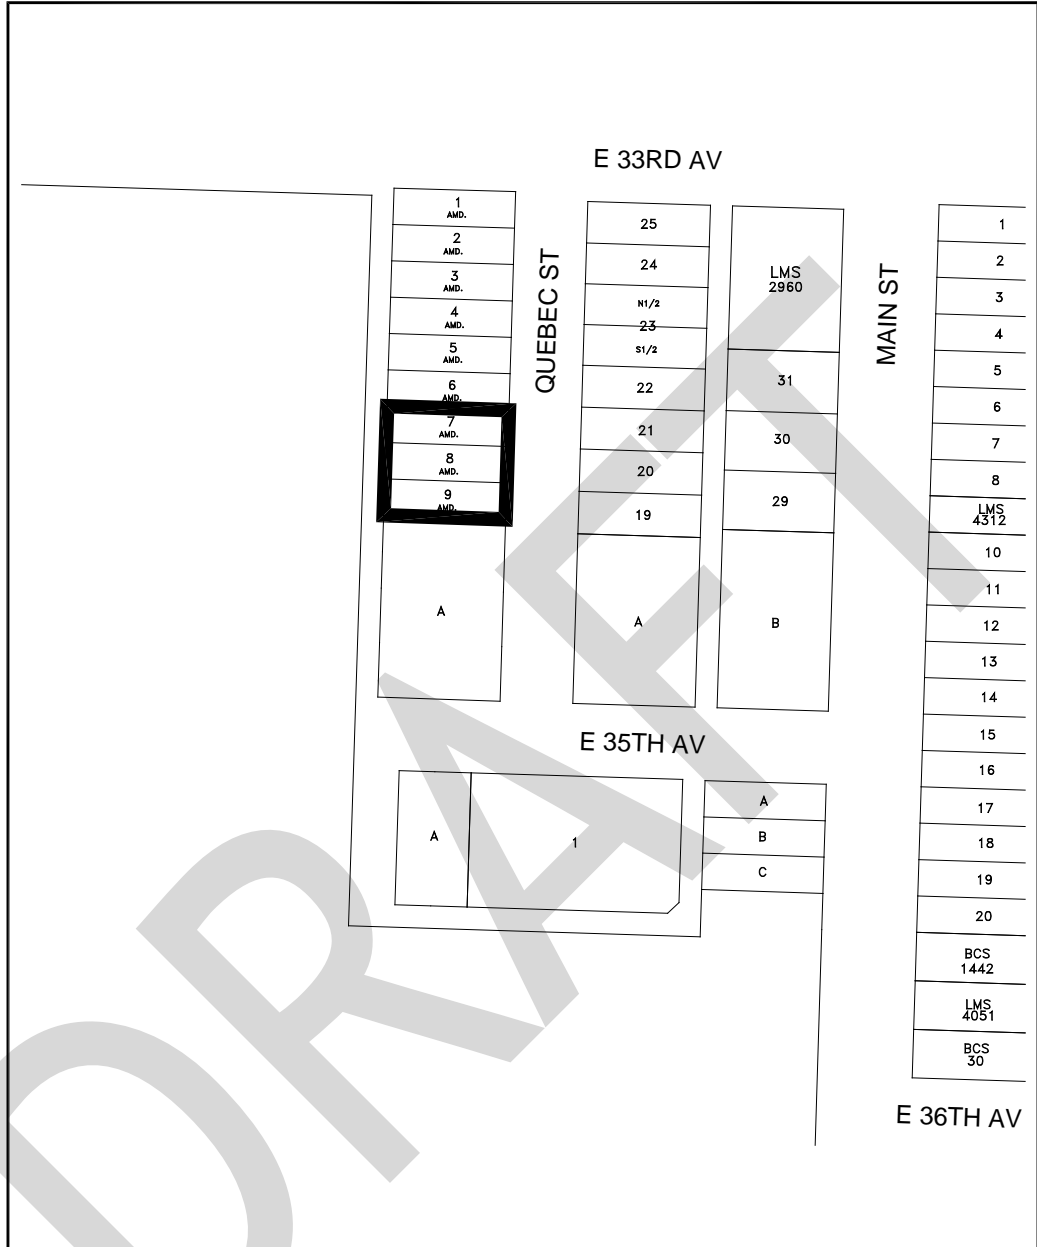 E 33RD AV
1
AMD.
2
AMD.
3
AMD.
4
AMD.
5
AMD.
6
AMD.
7
AMD.
8
AMD.
9
AMD.
A
QUEBEC ST
25
24
N1/2
23
S1/2
22
21
20
19
A
LMS
2960
31
30
29
B
MAIN ST
1
2
3
4
5
6
7
8
LMS
4312
10
11
12
13
14
15
16
17
18
19
20
BCS
1442
LMS
4051
BCS
30
E 35TH AV
A
1
A
B
C
E 36TH AV
DRAFT